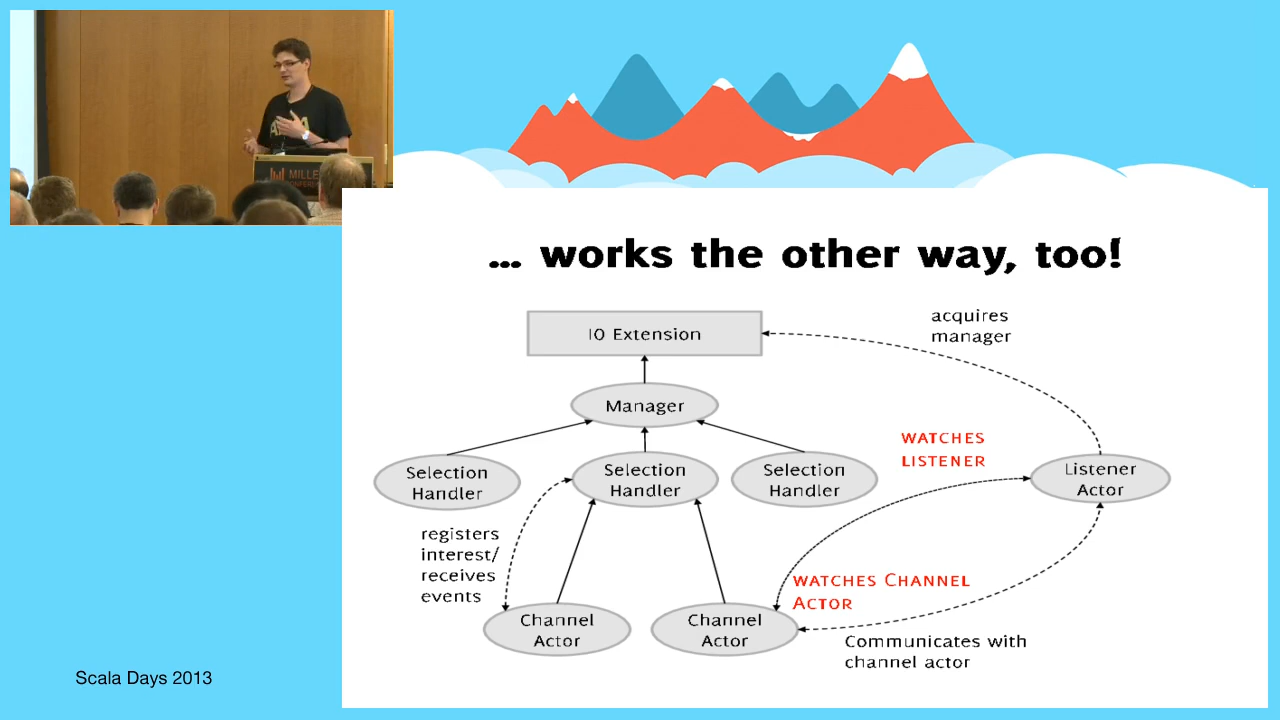 ... works the other way, too!
acquires
manager
IO Extension
Manager
WATCHES
LISTENER
Selection
Handler
Selection
Handler
Selection
Handler
Listener
Actor
registers
interest/
receives
events
WATCHES CHANNEL
ACTOR
Channel
Actor
Channel
Actor
Communicates with
channel actor
Scala Days 2013